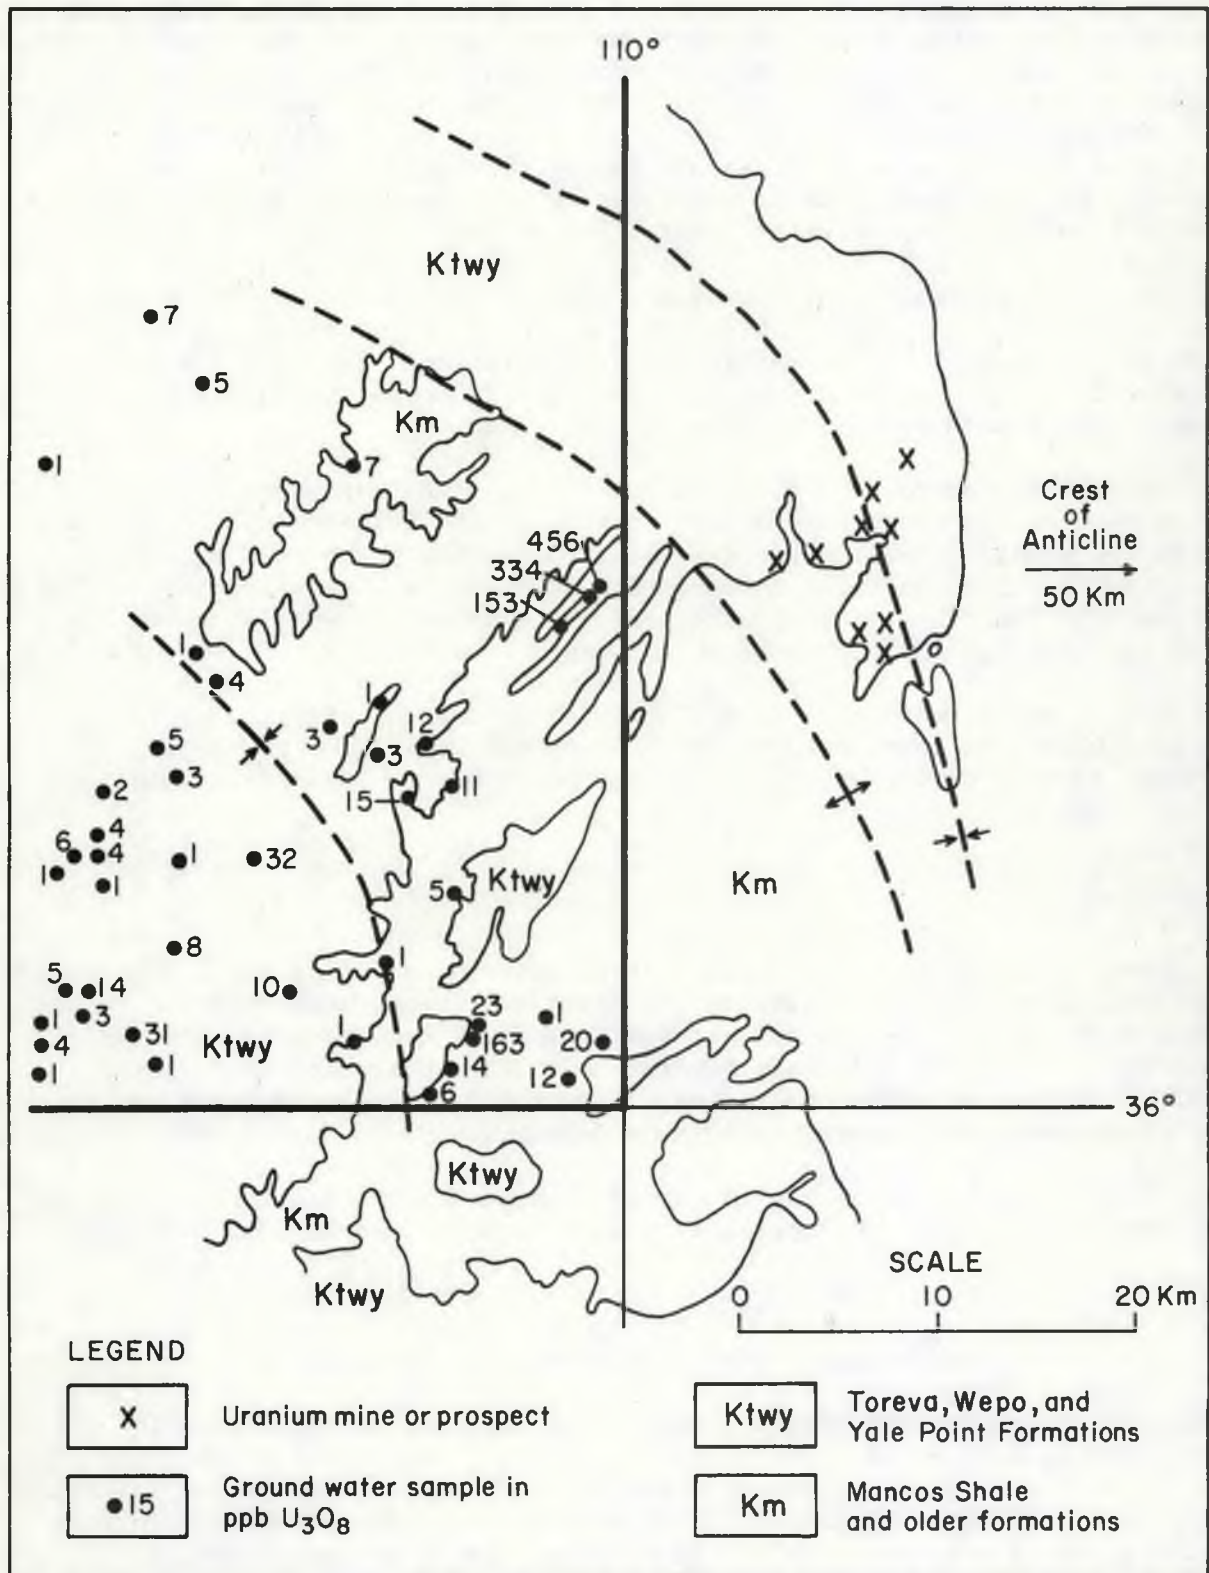 110°
Ktwy
7
5
Km
1
7
Crest
of
Anticline
50 Km
456
334
153
1
4
1
3
12
3
5
3
2
11
15
4
6
4
1
32
1
1
5
Ktwy
Km
8
1
5
14
10
1
3
23
1
31
Ktwy
1
163
20
4
14
12
1
1
6
36°
Ktwy
Km
Ktwy
SCALE
0 10 20 Km
LEGEND
X Uranium mine or prospect
15 Ground water sample in
ppb U₃O₈
Ktwy Toreva, Wepo, and
Yale Point Formations
Km Mancos Shale
and older formations